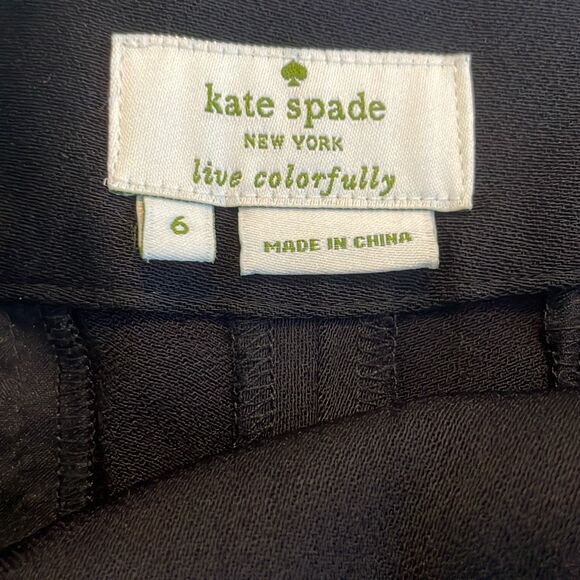 kate spade
NEW YORK
live colorfully
6
MADE IN CHINA